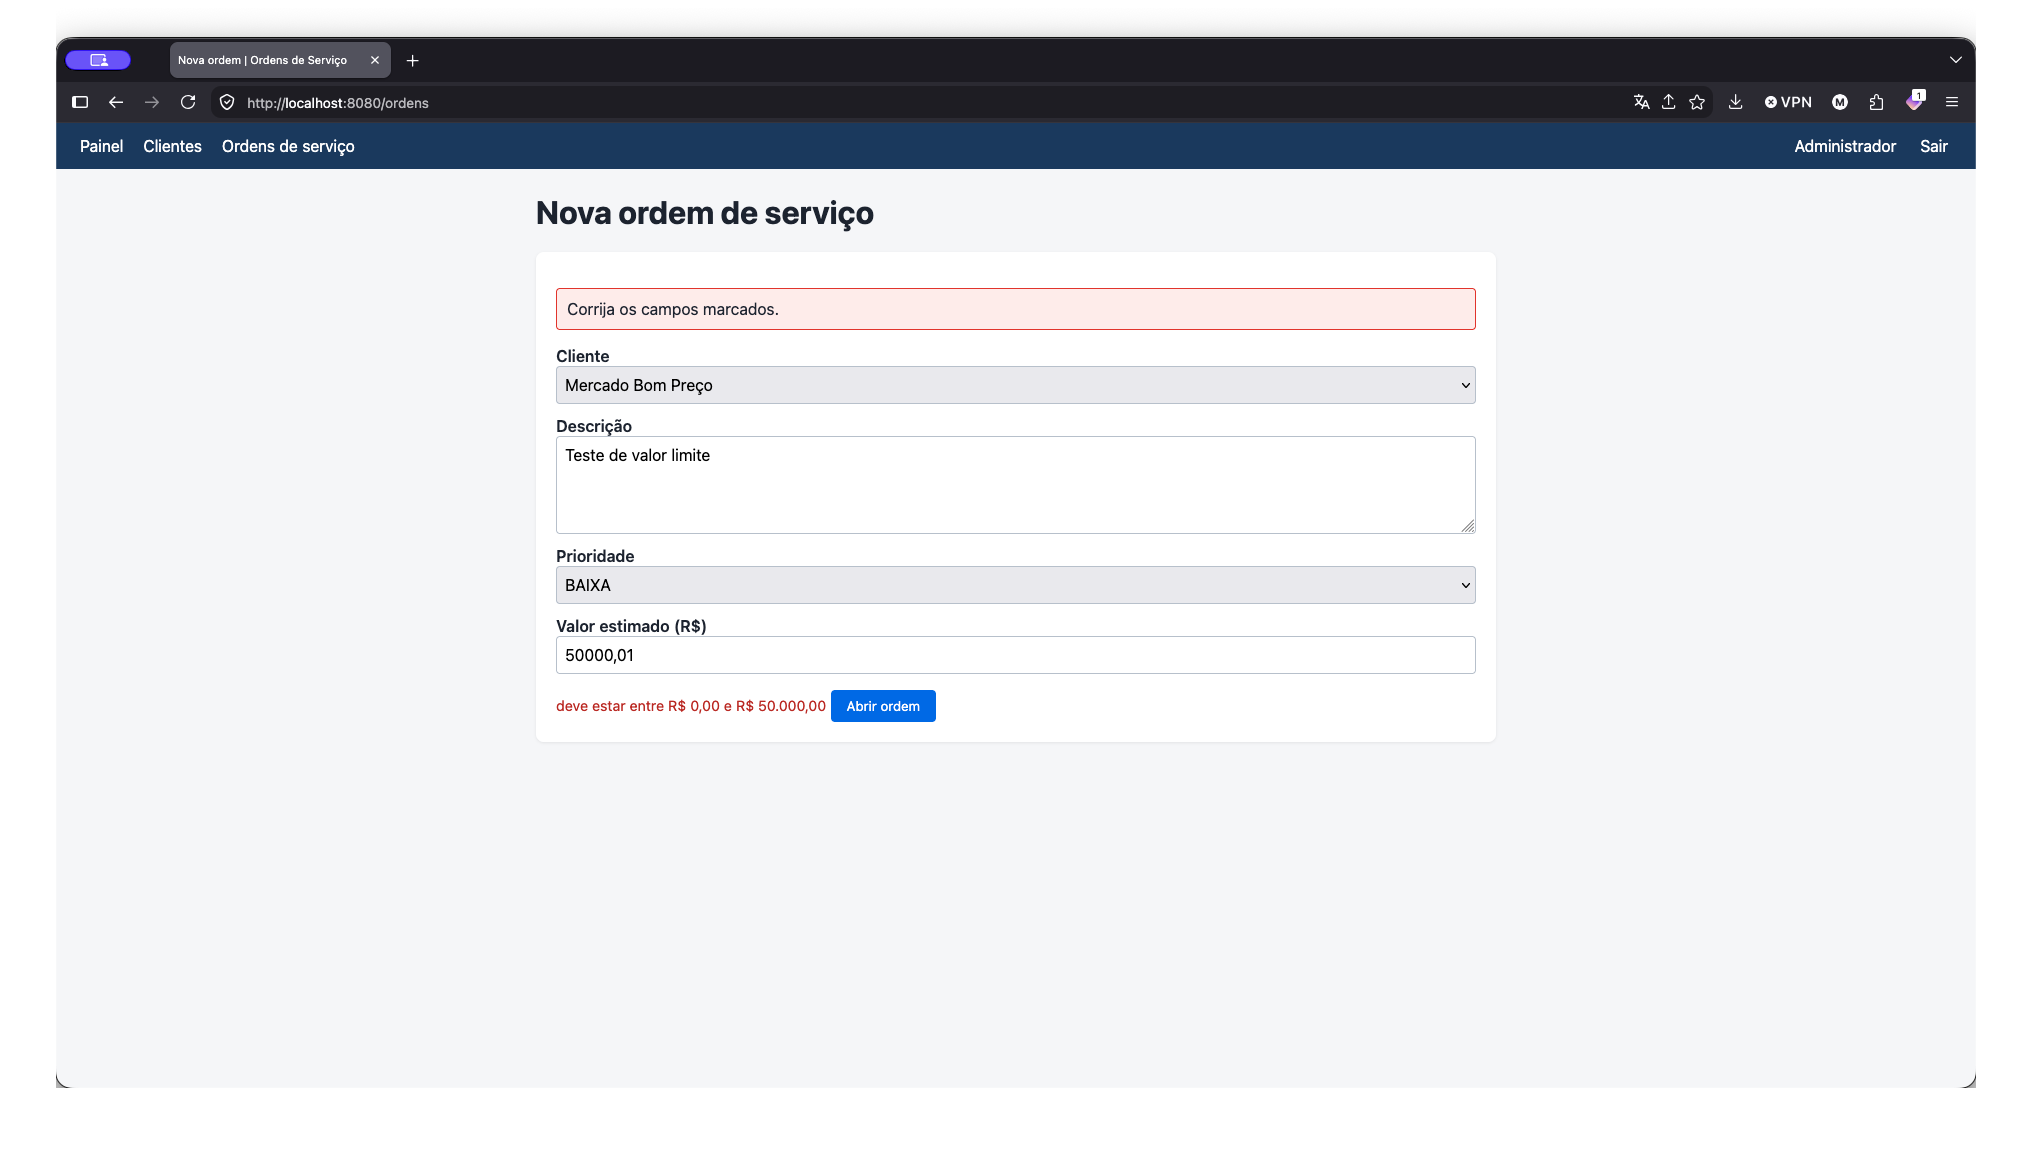 Nova ordem | Ordens de Serviço
http://localhost:8080/ordens
VPN
M
1
Painel Clientes Ordens de serviço Administrador Sair
Nova ordem de serviço
Corrija os campos marcados.
Cliente
Mercado Bom Preço
Descrição
Teste de valor limite
Prioridade
BAIXA
Valor estimado (R$)
50000,01
deve estar entre R$ 0,00 e R$ 50.000,00 Abrir ordem